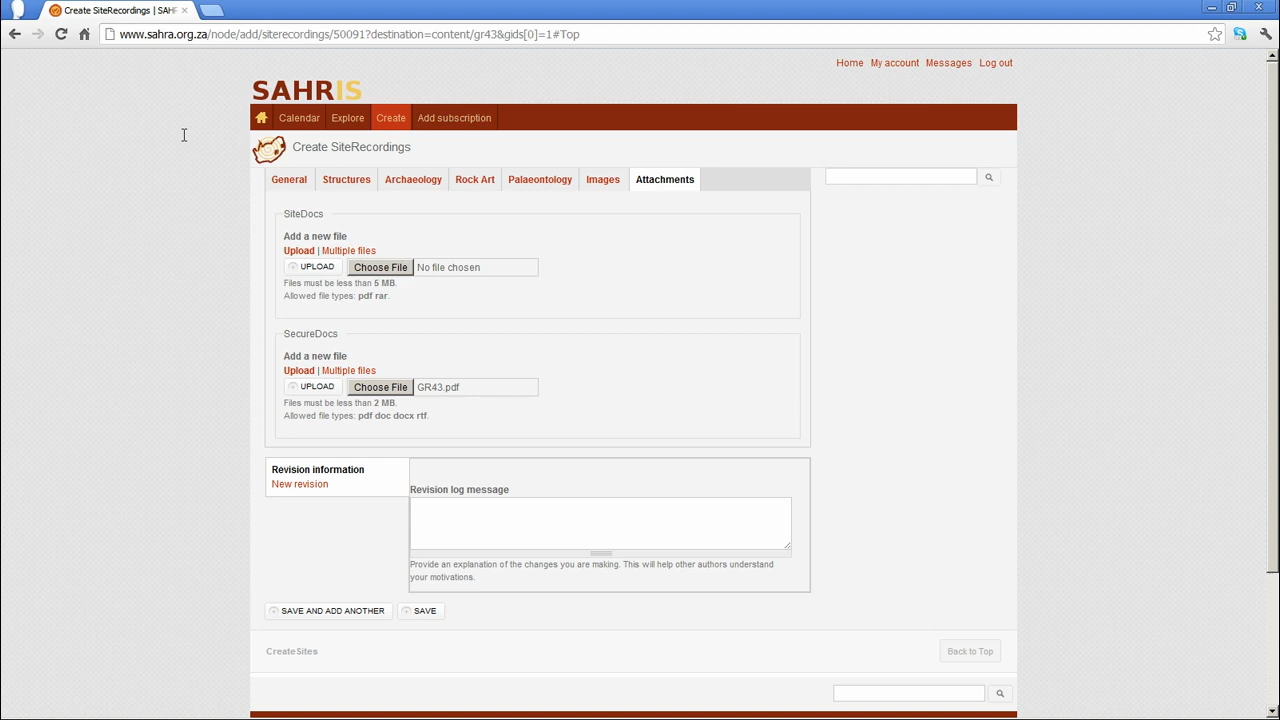 Create SiteRecordings | SAHR
www.sahra.org.za/node/add/siterecordings/50091?destination=content/gr43&gids[0]=1#Top
Home My account Messages Log out
SAHRIS
Calendar Explore Create Add subscription
Create SiteRecordings
General Structures Archaeology Rock Art Palaeontology Images Attachments
SiteDocs
Add a new file
Upload | Multiple files
UPLOAD Choose File No file chosen
Files must be less than 5 MB.
Allowed file types: pdf rar.
SecureDocs
Add a new file
Upload | Multiple files
UPLOAD Choose File GR43.pdf
Files must be less than 2 MB.
Allowed file types: pdf doc docx rtf.
Revision information
New revision
Revision log message
Provide an explanation of the changes you are making. This will help other authors understand
your motivations.
SAVE AND ADD ANOTHER SAVE
CreateSites
Back to Top